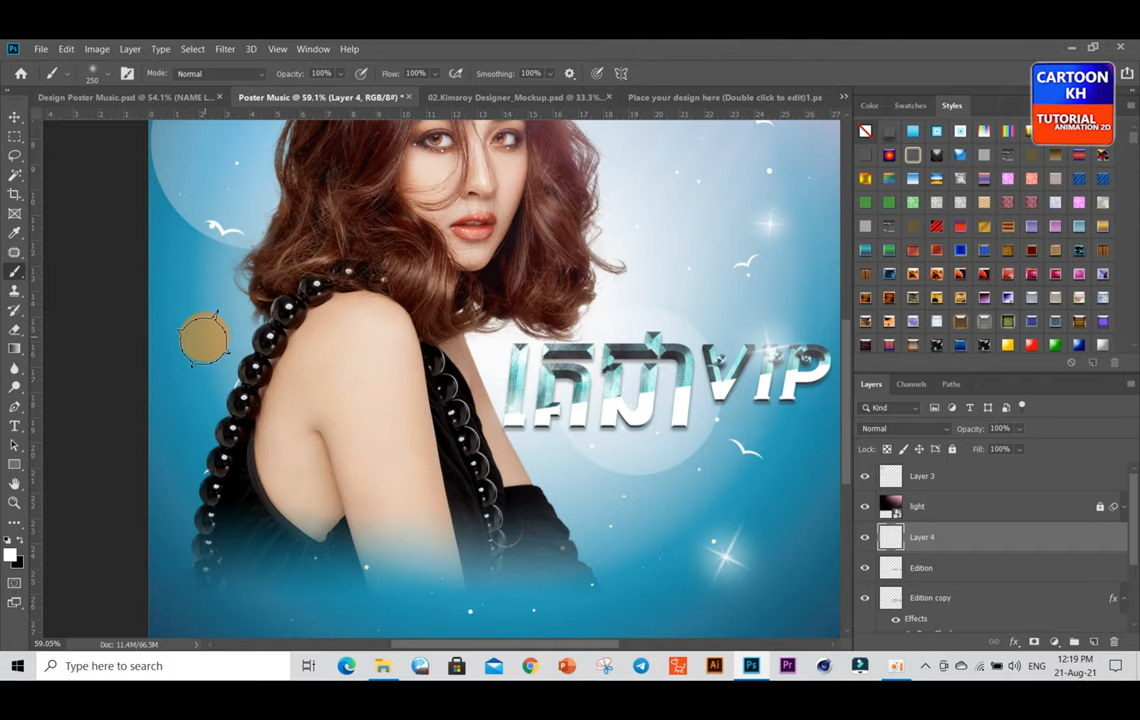 Ps File Edit Image Layer Type Select Filter 3D View Window Help
250 Mode: Normal Opacity: 100% Flow: 100% Smoothing: 100%
Design Poster Music.psd @ 54.1% (NAME L... × Poster Music @ 59.1% (Layer 4, RGB/8#) * × 02.Kimsroy Designer_Mockup.psd @ 33.3%... × Place your design here (Double click to edit)1.ps
CARTOON
KH
TUTORIAL
ANIMATION 2D
Color Swatches Styles
VIP
Layers Channels Paths
Kind
Normal Opacity: 100%
Lock: Fill: 100%
Layer 3
light
Layer 4
Edition
Edition copy fx
Effects
59.05% Doc: 11.4M/66.5M
Type here to search
ENG
12:19 PM
21-Aug-21